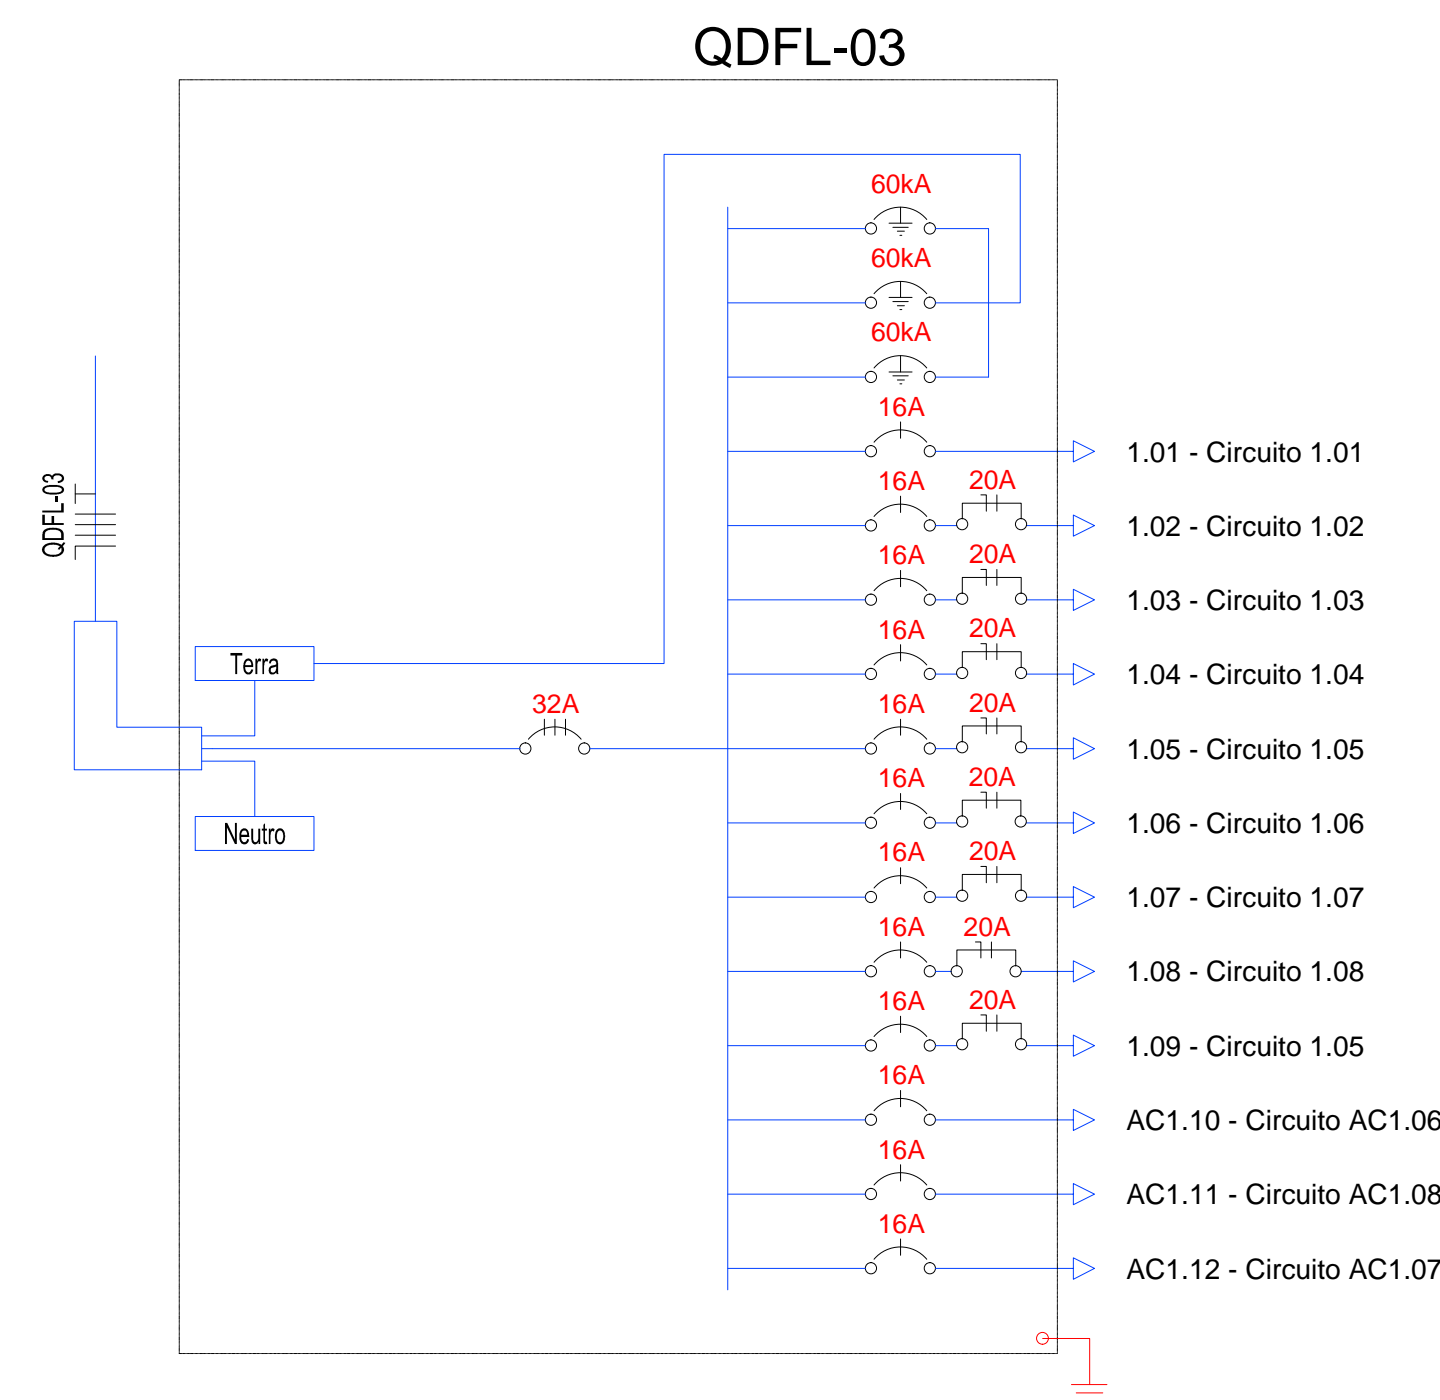 QDFL-03
60kA
60kA
60kA
16A
1.01 - Circuito 1.01
16A 20A
1.02 - Circuito 1.02
QDFL-03
16A 20A
1.03 - Circuito 1.03
16A 20A
Terra
1.04 - Circuito 1.04
32A
16A 20A
1.05 - Circuito 1.05
16A 20A
1.06 - Circuito 1.06
Neutro
16A 20A
1.07 - Circuito 1.07
16A 20A
1.08 - Circuito 1.08
16A 20A
1.09 - Circuito 1.05
16A
AC1.10 - Circuito AC1.06
16A
AC1.11 - Circuito AC1.08
16A
AC1.12 - Circuito AC1.07